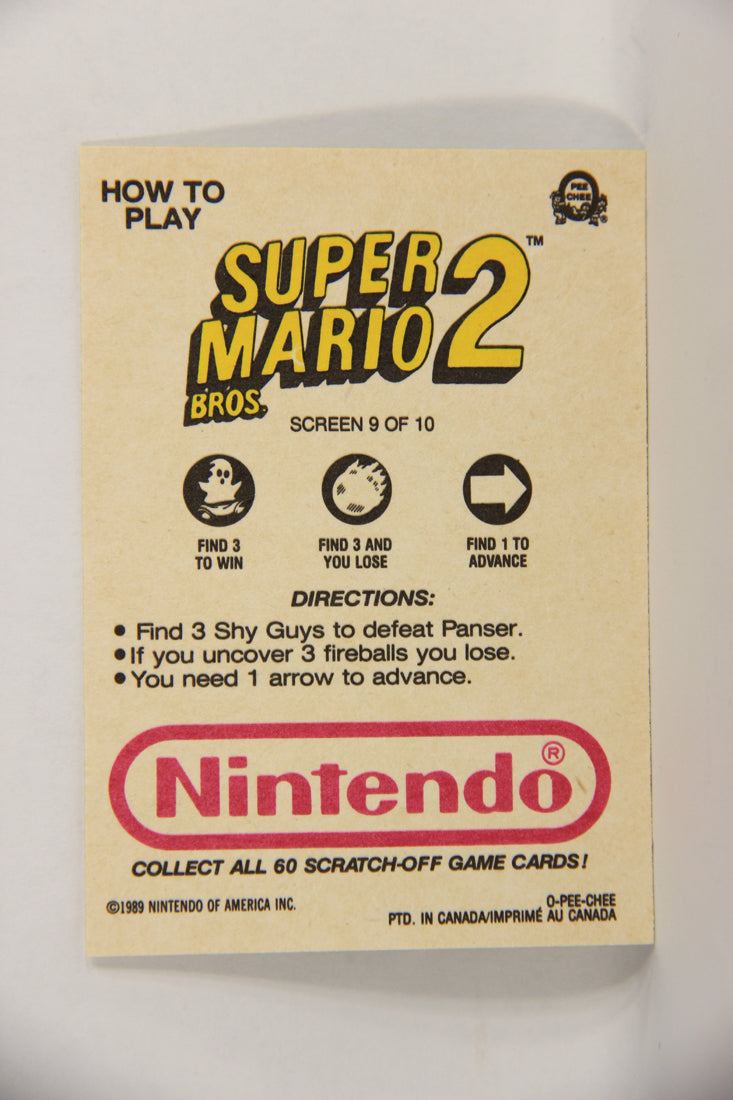 HOW TO
PLAY
PEE
CHEE
®
SUPER
MARIO
BROS.
2
TM
SCREEN 9 OF 10
FIND 3
TO WIN
FIND 3 AND
YOU LOSE
FIND 1 TO
ADVANCE
DIRECTIONS:
• Find 3 Shy Guys to defeat Panser.
• If you uncover 3 fireballs you lose.
• You need 1 arrow to advance.
Nintendo®
COLLECT ALL 60 SCRATCH-OFF GAME CARDS!
©1989 NINTENDO OF AMERICA INC.
O-PEE-CHEE
PTD. IN CANADA/IMPRIMÉ AU CANADA